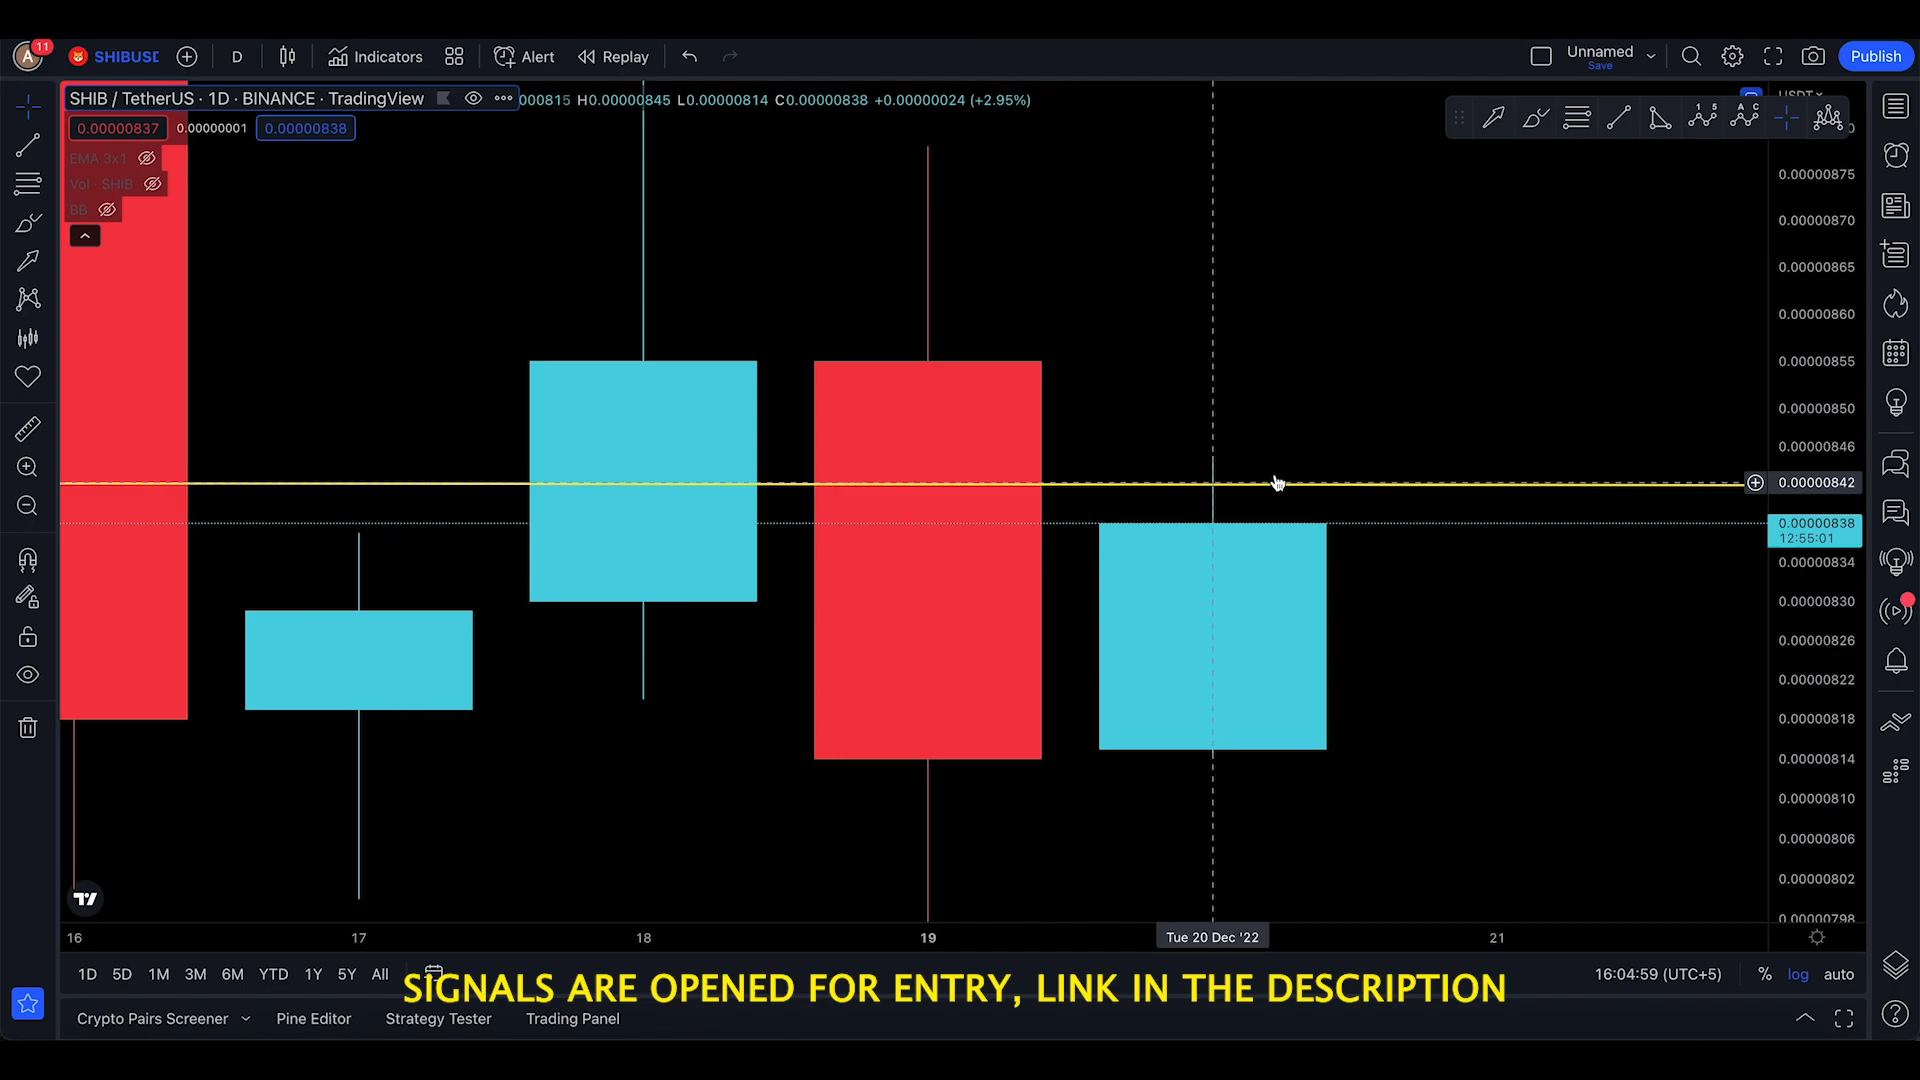 A 11 SHIBUSD D Indicators Alert Replay Unnamed Save Publish
SHIB / TetherUS · 1D · BINANCE · TradingView 000815 H0.00000845 L0.00000814 C0.00000838 +0.00000024 (+2.95%)
0.00000837 0.00000001 0.00000838
EMA 3x1
Vol · SHIB
BB
USDT
0.00000875
0.00000870
0.00000865
0.00000860
0.00000855
0.00000850
0.00000846
0.00000842
0.00000838
12:55:01
0.00000834
0.00000830
0.00000826
0.00000822
0.00000818
0.00000814
0.00000810
0.00000806
0.00000802
0.00000798
16 17 18 19 Tue 20 Dec '22 21
1D 5D 1M 3M 6M YTD 1Y 5Y All 16:04:59 (UTC+5) % log auto
SIGNALS ARE OPENED FOR ENTRY, LINK IN THE DESCRIPTION
Crypto Pairs Screener Pine Editor Strategy Tester Trading Panel